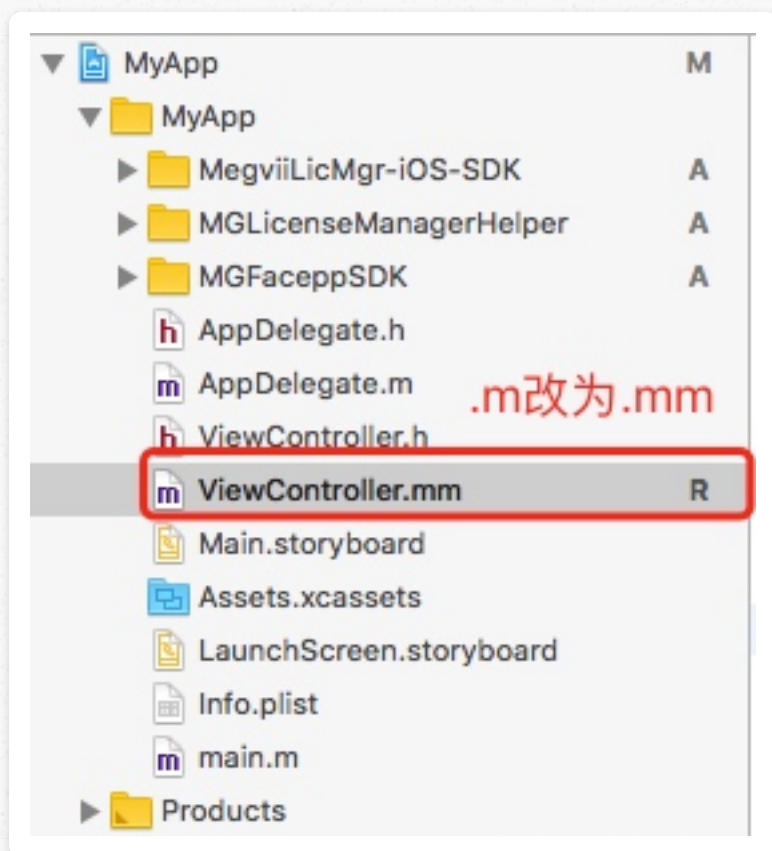 MyApp M
MyApp
MegviiLicMgr-iOS-SDK A
MGLicenseManagerHelper A
MGFaceppSDK A
h AppDelegate.h
m AppDelegate.m
.m改为.mm
h ViewController.h
m ViewController.mm R
Main.storyboard
Assets.xcassets
LaunchScreen.storyboard
Info.plist
m main.m
Products